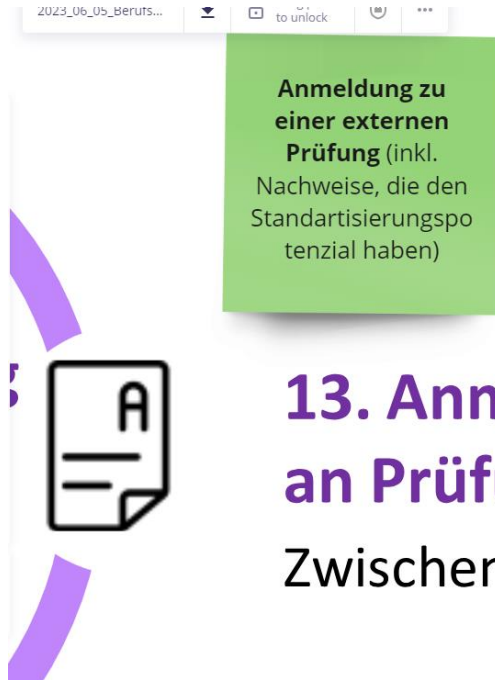 2023_06_05_Berufs...
to unlock
Anmeldung zu
einer externen
Prüfung (inkl.
Nachweise, die den
Standartisierungspo
tenzial haben)
A
13. Ann
an Prüf
Zwischen